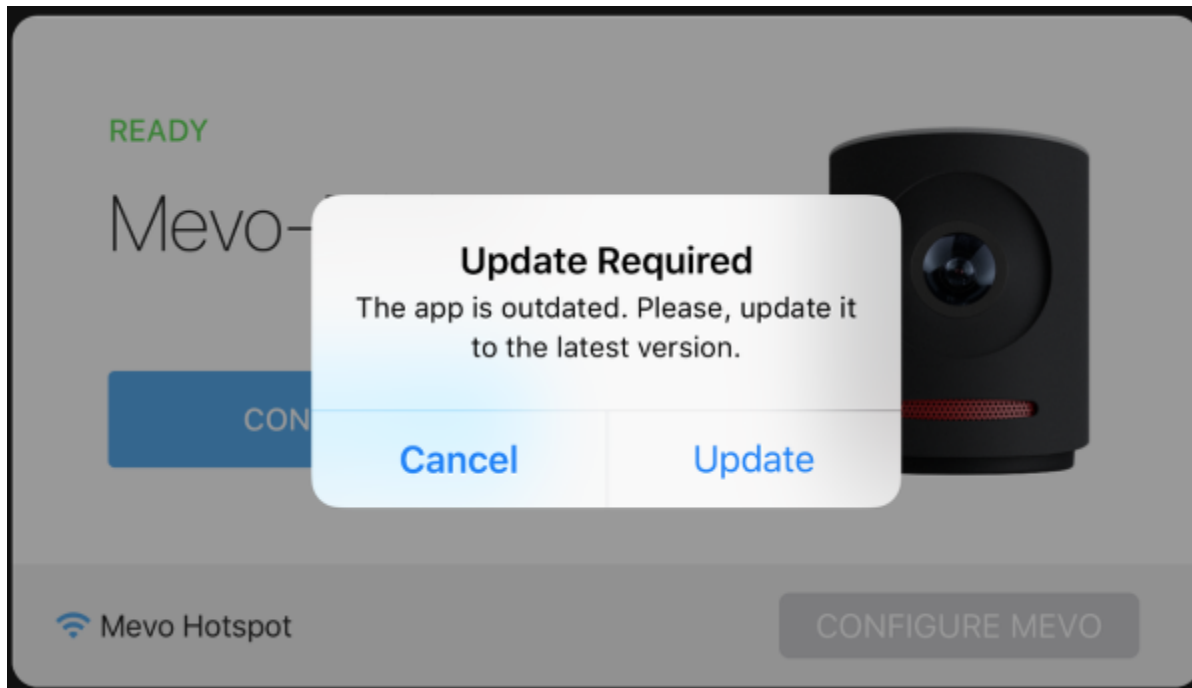 READY
Mevo-
Update Required
The app is outdated. Please, update it
to the latest version.
CON
Cancel
Update
Mevo Hotspot
CONFIGURE MEVO